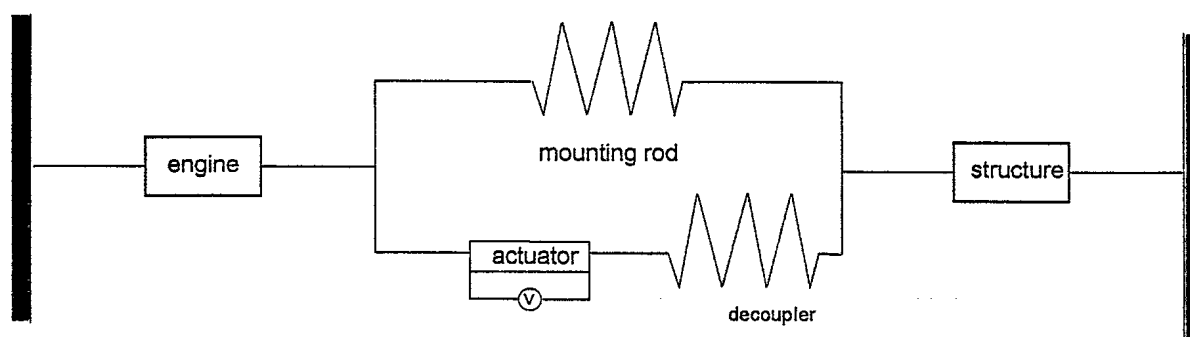 mounting rod
engine
structure
actuator
V
decoupler